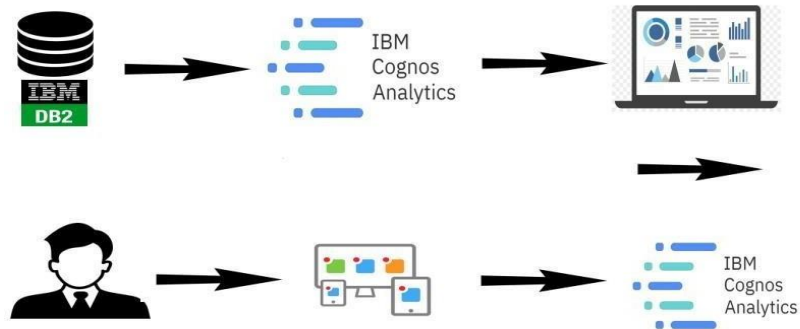 IBM
DB2
IBM
Cognos
Analytics
IBM
Cognos
Analytics